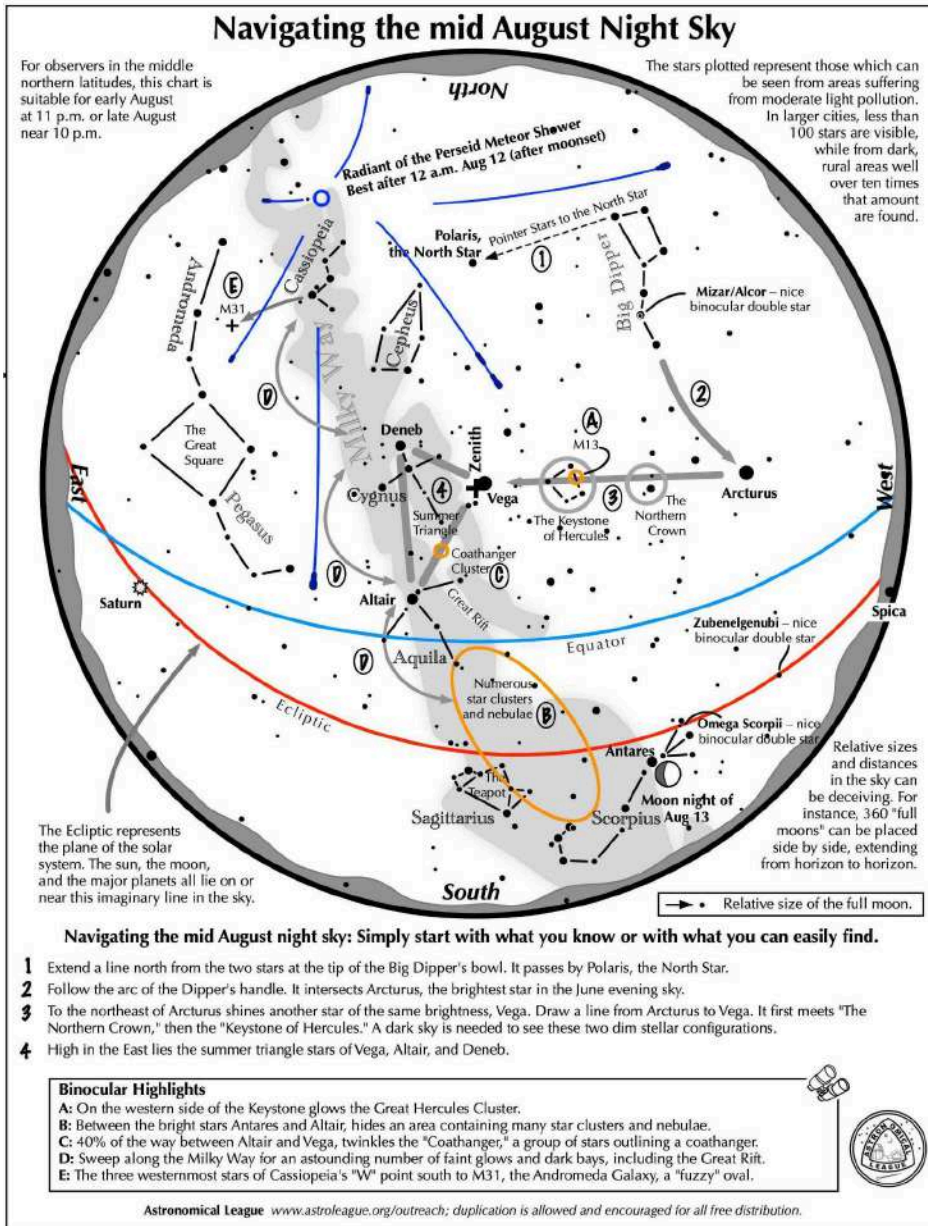 Navigating the mid August Night Sky
For observers in the middle
northern latitudes, this chart is
suitable for early August
at 11 p.m. or late August
near 10 p.m.
The stars plotted represent those which can
be seen from areas suffering
from moderate light pollution.
In larger cities, less than
100 stars are visible,
while from dark,
rural areas well
over ten times
that amount
are found.
North
Radiant of the Perseid Meteor Shower
Best after 12 a.m. Aug 12 (after moonset)
Polaris,
the North Star
Pointer Stars to the North Star
1
Big Dipper
Mizar/Alcor – nice
binocular double star
Cassiopeia
Andromeda
E
M31
Cepheus
Milky Way
D
2
A
M13
Deneb
Zenith
The
Great
Square
Cygnus
4
Vega
3
Arcturus
East
West
Summer
Triangle
The Keystone
of Hercules
The
Northern
Crown
Pegasus
Coathanger
Cluster
C
D
Saturn
Altair
Great Rift
Spica
Zubenelgenubi – nice
binocular double star
Equator
D
Aquila
Ecliptic
Numerous
star clusters
and nebulae
B
Omega Scorpii – nice
binocular double star
Antares
The
Teapot
Moon night of
Aug 13
Sagittarius
Scorpius
Relative sizes
and distances
in the sky can
be deceiving. For
instance, 360 "full
moons" can be placed
side by side, extending
from horizon to horizon.
The Ecliptic represents
the plane of the solar
system. The sun, the moon,
and the major planets all lie on or
near this imaginary line in the sky.
South
Relative size of the full moon.
Navigating the mid August night sky: Simply start with what you know or with what you can easily find.
1 Extend a line north from the two stars at the tip of the Big Dipper's bowl. It passes by Polaris, the North Star.
2 Follow the arc of the Dipper's handle. It intersects Arcturus, the brightest star in the June evening sky.
3 To the northeast of Arcturus shines another star of the same brightness, Vega. Draw a line from Arcturus to Vega. It first meets "The
Northern Crown," then the "Keystone of Hercules." A dark sky is needed to see these two dim stellar configurations.
4 High in the East lies the summer triangle stars of Vega, Altair, and Deneb.
Binocular Highlights
A: On the western side of the Keystone glows the Great Hercules Cluster.
B: Between the bright stars Antares and Altair, hides an area containing many star clusters and nebulae.
C: 40% of the way between Altair and Vega, twinkles the "Coathanger," a group of stars outlining a coathanger.
D: Sweep along the Milky Way for an astounding number of faint glows and dark bays, including the Great Rift.
E: The three westernmost stars of Cassiopeia's "W" point south to M31, the Andromeda Galaxy, a "fuzzy" oval.
ASTRONOMICAL
LEAGUE
Astronomical League www.astroleague.org/outreach; duplication is allowed and encouraged for all free distribution.